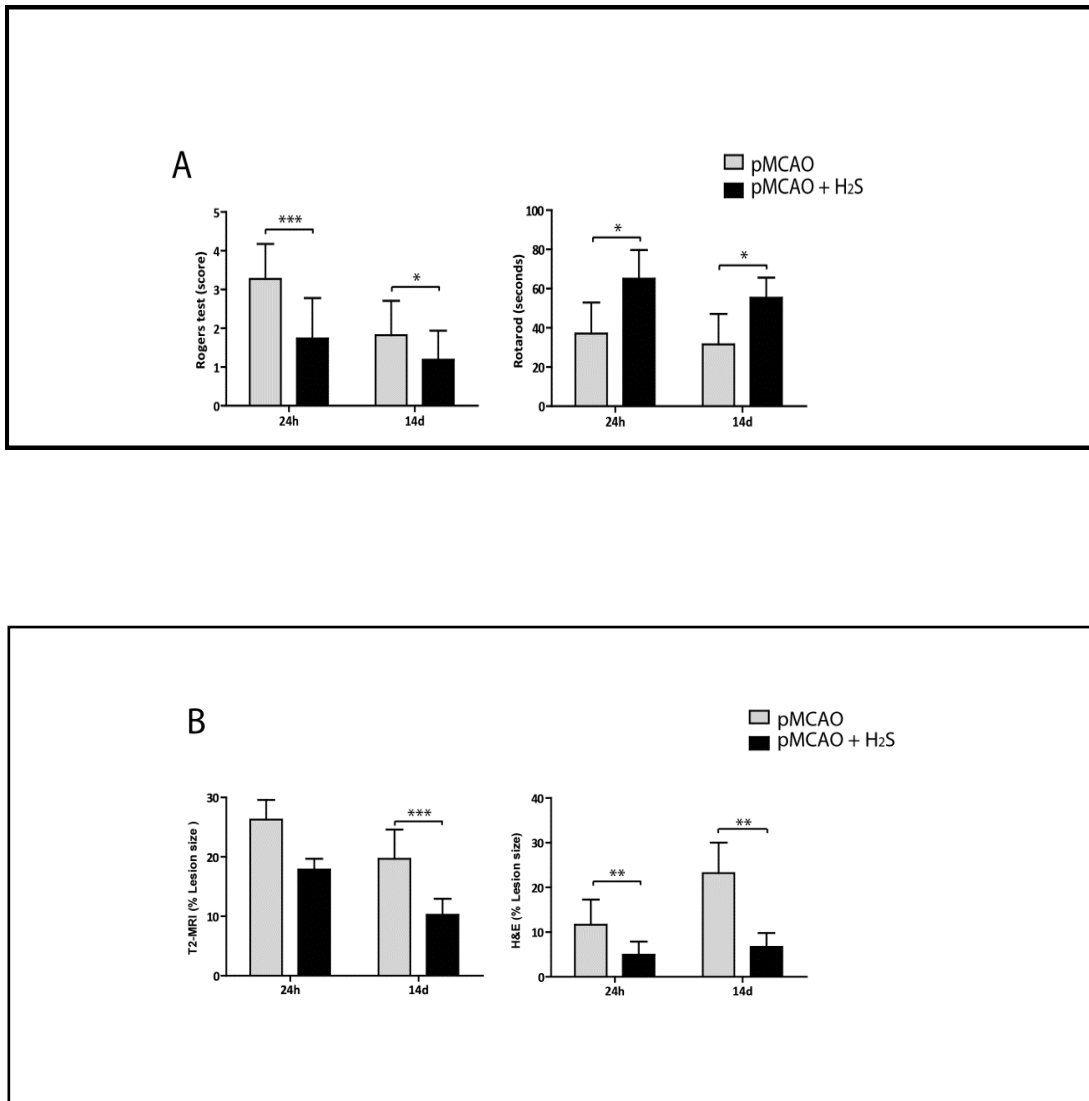 A
pMCAO
pMCAO + H₂S
Rogers test (score)
5
4
3
2
1
0
***
*
24h
14d
Rotarod (seconds)
100
80
60
40
20
0
*
*
24h
14d
B
pMCAO
pMCAO + H₂S
T2-MRI (% Lesion size )
30
20
10
0
***
24h
14d
H&E (% Lesion size)
40
30
20
10
0
**
**
24h
14d